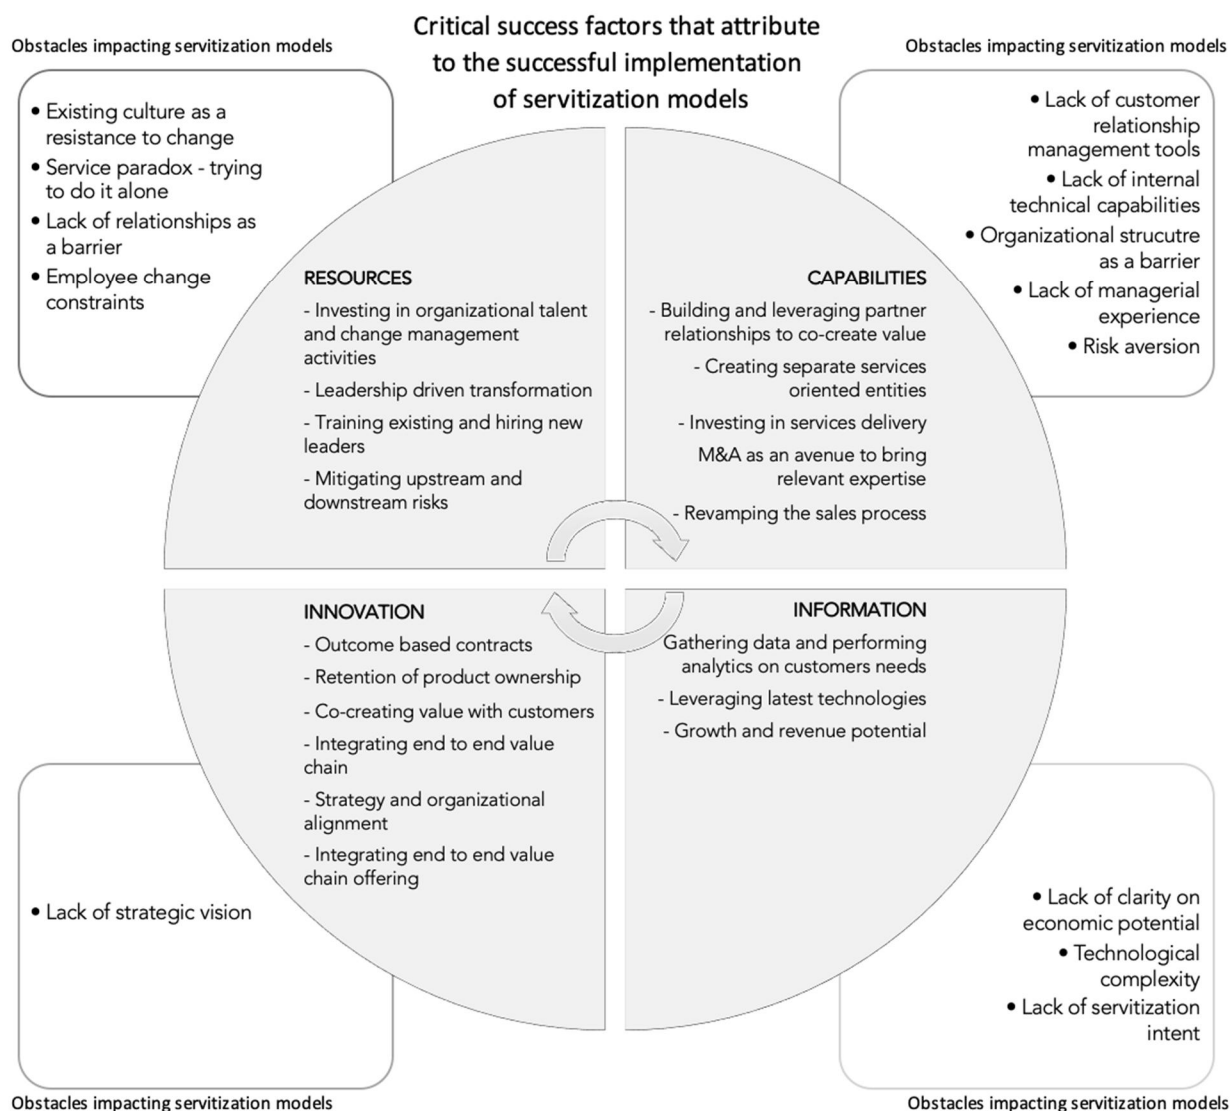 Critical success factors that attribute
to the successful implementation
of servitization models
Obstacles impacting servitization models
• Existing culture as a
resistance to change
• Service paradox - trying
to do it alone
• Lack of relationships as
a barrier
• Employee change
constraints
Obstacles impacting servitization models
• Lack of customer
relationship
management tools
• Lack of internal
technical capabilities
• Organizational strucutre
as a barrier
• Lack of managerial
experience
• Risk aversion
RESOURCES
- Investing in organizational talent
and change management
activities
- Leadership driven transformation
- Training existing and hiring new
leaders
- Mitigating upstream and
downstream risks
CAPABILITIES
- Building and leveraging partner
relationships to co-create value
- Creating separate services
oriented entities
- Investing in services delivery
M&A as an avenue to bring
relevant expertise
- Revamping the sales process
INNOVATION
- Outcome based contracts
- Retention of product ownership
- Co-creating value with customers
- Integrating end to end value
chain
- Strategy and organizational
alignment
- Integrating end to end value
chain offering
INFORMATION
Gathering data and performing
analytics on customers needs
- Leveraging latest technologies
- Growth and revenue potential
• Lack of strategic vision
Obstacles impacting servitization models
• Lack of clarity on
economic potential
• Technological
complexity
• Lack of servitization
intent
Obstacles impacting servitization models